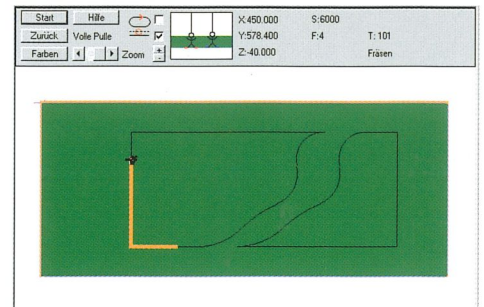 Start Hilfe X:450.000 S:6000
Zurück Volle Pulle Y:578.400 F:4 T: 101
Farben Zoom + - Z:-40.000 Fräsen